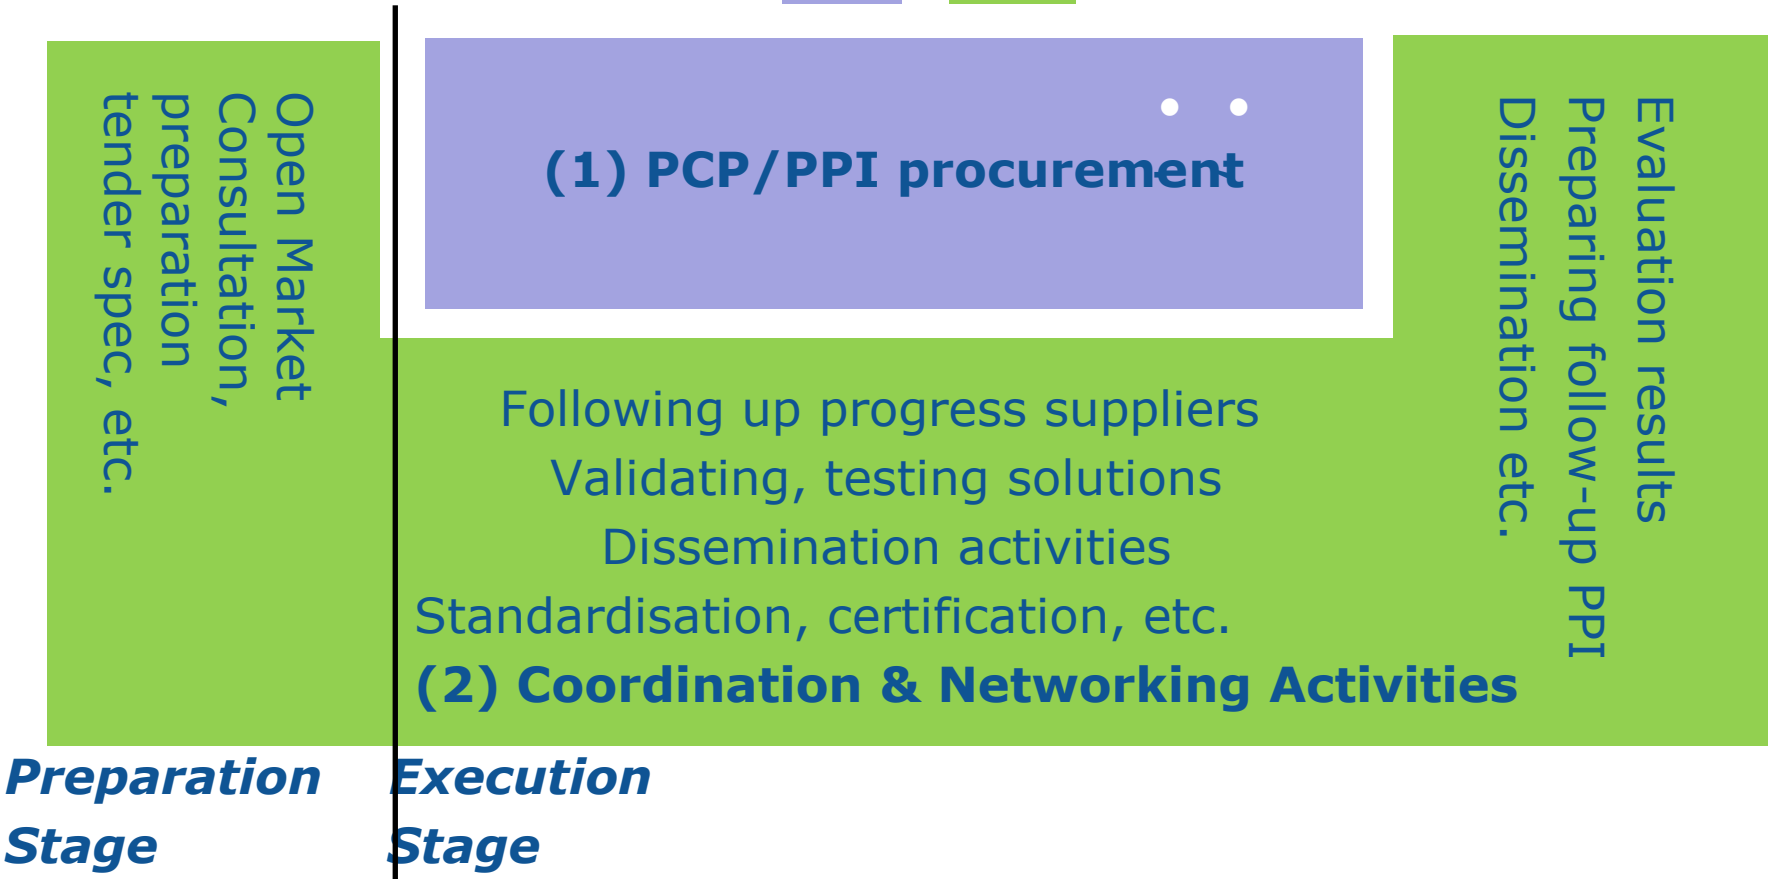 Open Market
Consultation,
preparation
tender spec, etc.
(1) PCP/PPI procurement
Following up progress suppliers
Validating, testing solutions
Dissemination activities
Standardisation, certification, etc.
(2) Coordination & Networking Activities
Evaluation results
Preparing follow-up PPI
Dissemination etc.
Preparation
Stage
Execution
Stage